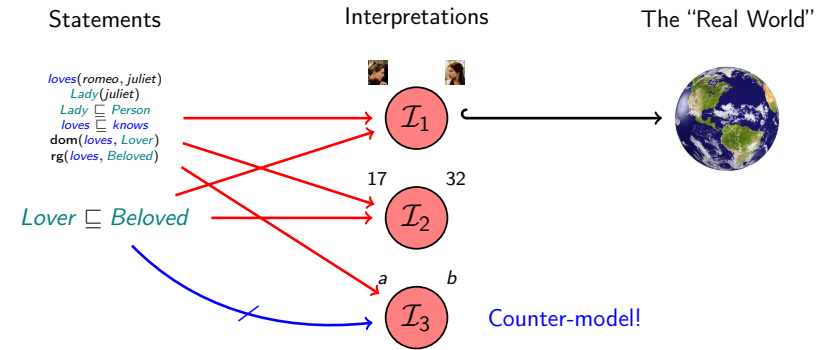 Statements
Interpretations
The “Real World”
loves(romeo, juliet)
Lady(juliet)
Lady ⊑ Person
loves ⊑ knows
dom(loves, Lover)
rg(loves, Beloved)
Lover ⊑ Beloved
I₁
17 32
I₂
a b
I₃
Counter-model!